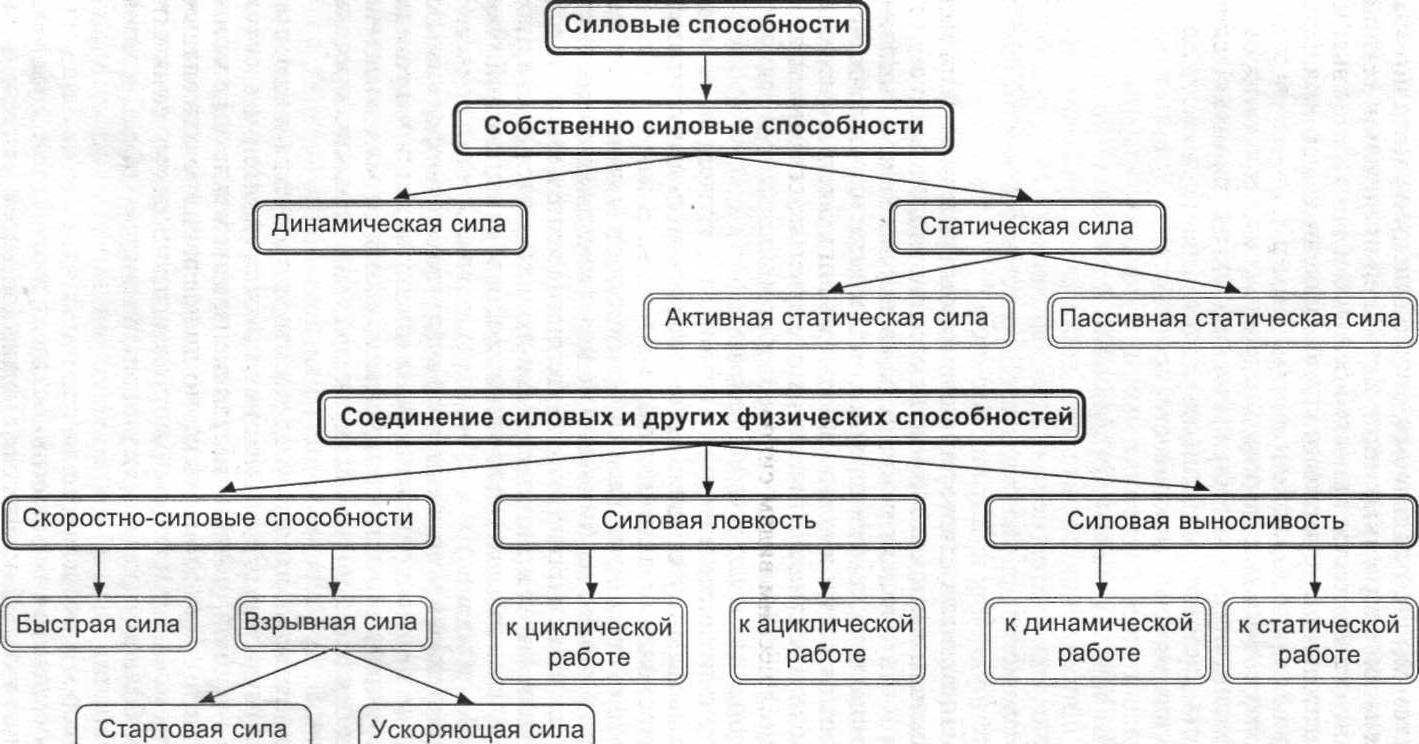 Силовые способности
Собственно силовые способности
Динамическая сила
Статическая сила
Активная статическая сила
Пассивная статическая сила
Соединение силовых и других физических способностей
Скоростно-силовые способности
Силовая ловкость
Силовая выносливость
Быстрая сила
Взрывная сила
к циклической
работе
к ациклической
работе
к динамической
работе
к статической
работе
Стартовая сила
Ускоряющая сила